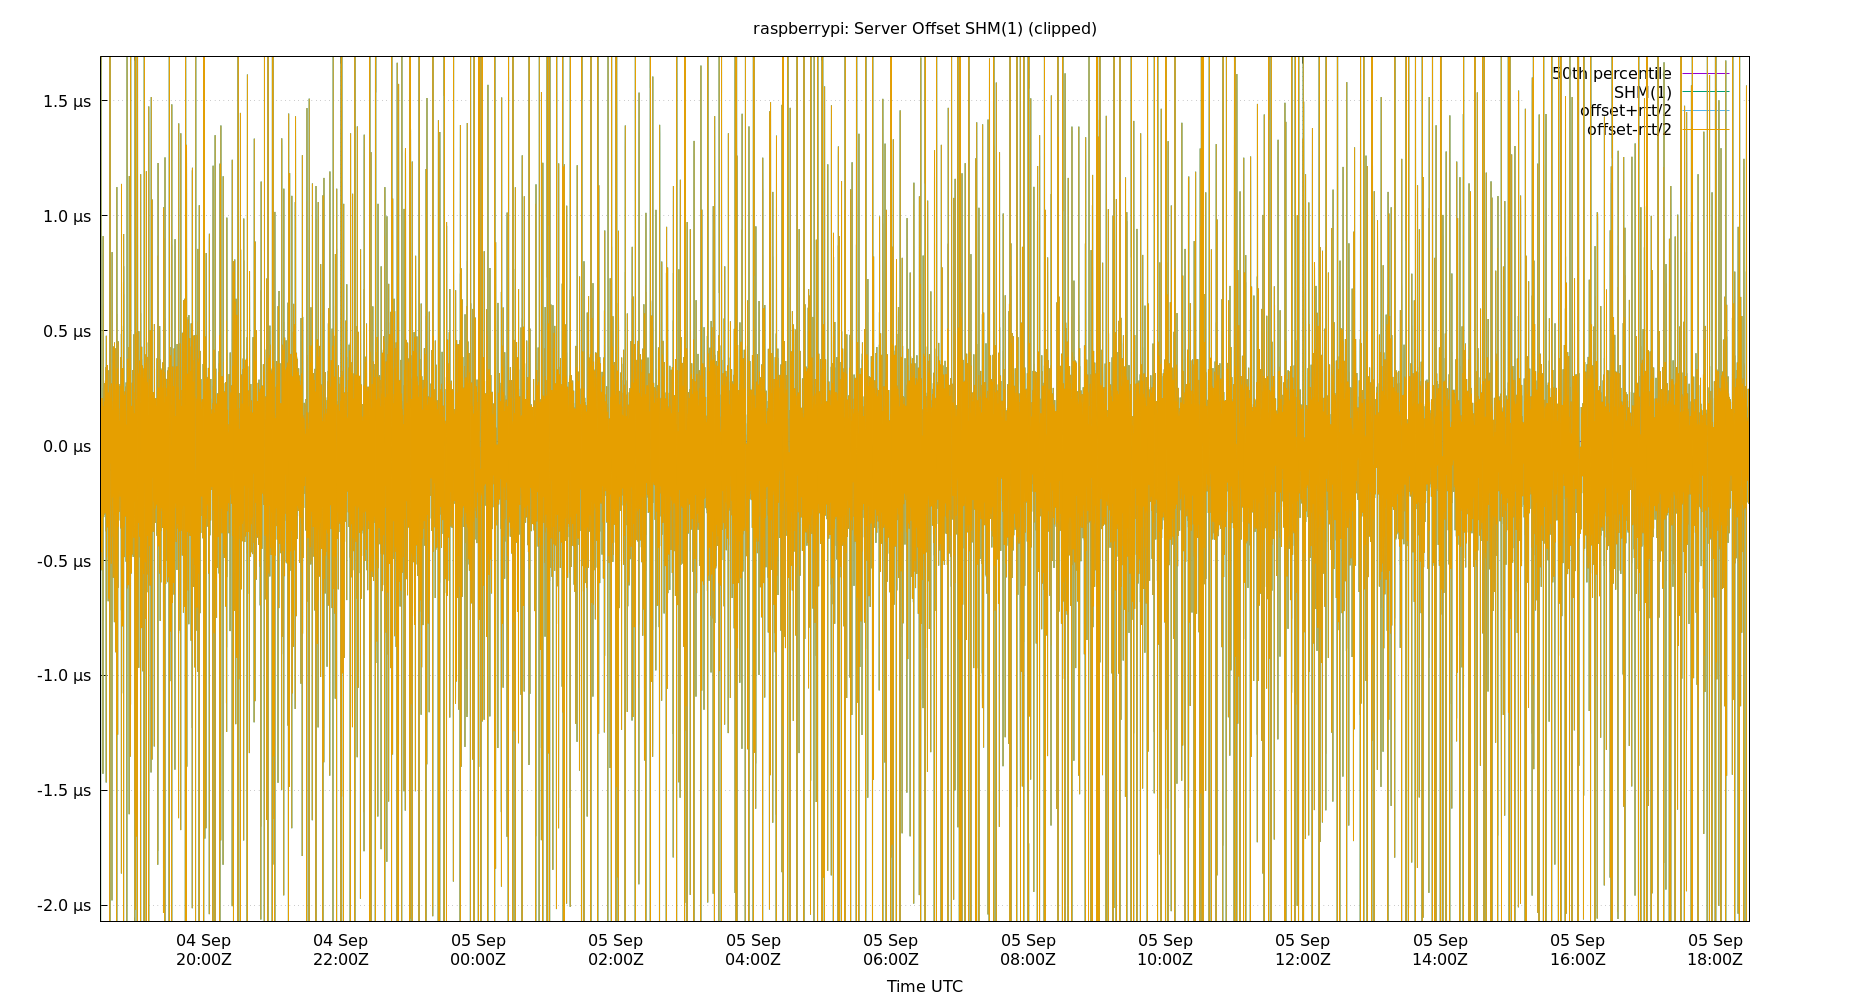 raspberrypi: Server Offset SHM(1) (clipped)
50th percentile
SHM(1)
offset+rtt/2
offset-rtt/2
1.5 µs
1.0 µs
0.5 µs
0.0 µs
-0.5 µs
-1.0 µs
-1.5 µs
-2.0 µs
04 Sep 04 Sep 05 Sep 05 Sep 05 Sep 05 Sep 05 Sep 05 Sep 05 Sep 05 Sep 05 Sep 05 Sep
20:00Z 22:00Z 00:00Z 02:00Z 04:00Z 06:00Z 08:00Z 10:00Z 12:00Z 14:00Z 16:00Z 18:00Z
Time UTC